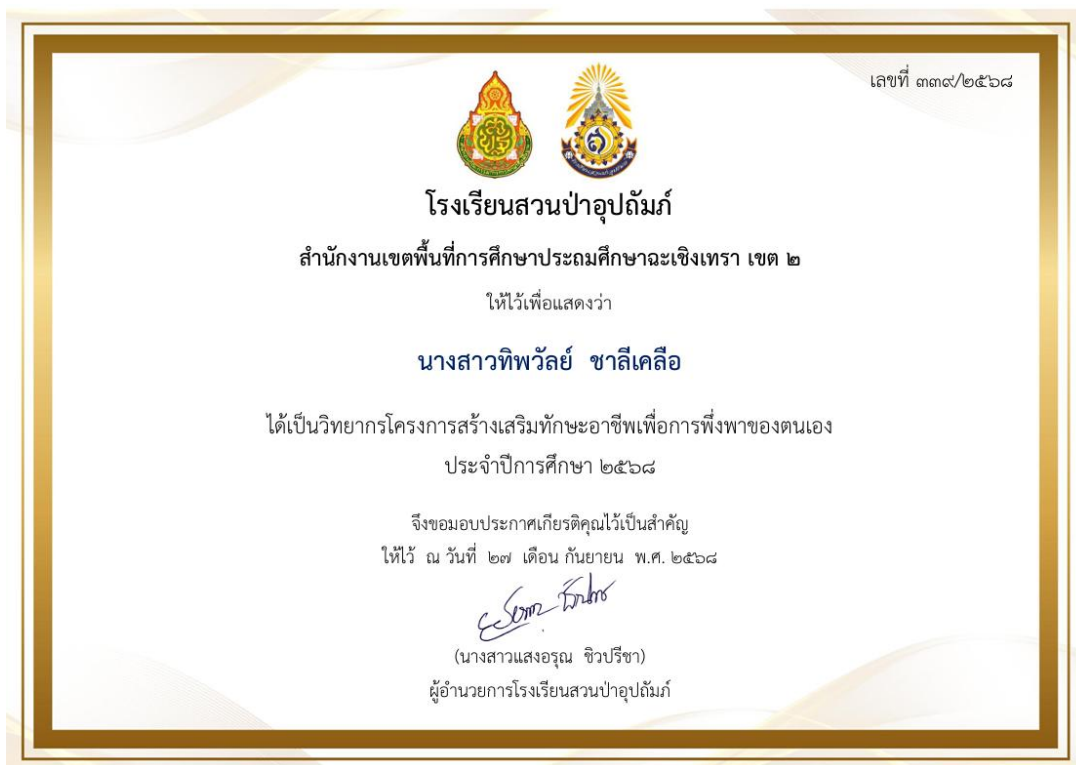 เลขที่ ๓๓๙/๒๕๖๘
โรงเรียนสวนป่าอุปถัมภ์
สำนักงานเขตพื้นที่การศึกษาประถมศึกษาฉะเชิงเทรา เขต ๒
ให้ไว้เพื่อแสดงว่า
นางสาวทิพวัลย์ ชาลีเคลือ
ได้เป็นวิทยากรโครงการสร้างเสริมทักษะอาชีพเพื่อการพึ่งพาของตนเอง
ประจำปีการศึกษา ๒๕๖๘
จึงขอมอบประกาศเกียรติคุณไว้เป็นสำคัญ
ให้ไว้ ณ วันที่ ๒๗ เดือน กันยายน พ.ศ. ๒๕๖๘
(นางสาวแสงอรุณ ชิวปรีชา)
ผู้อำนวยการโรงเรียนสวนป่าอุปถัมภ์